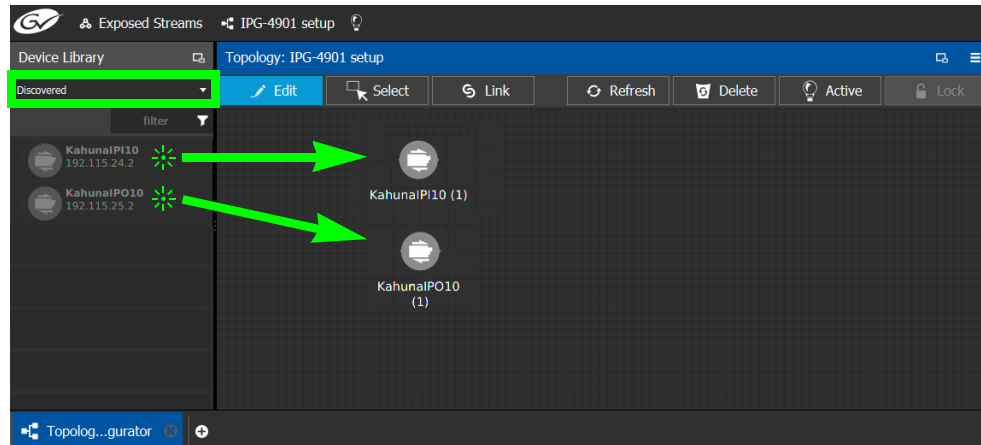 GV Exposed Streams IPG-4901 setup
Device Library
Topology: IPG-4901 setup
Discovered
Edit Select Link Refresh Delete Active Lock
filter
KahunaIPI10
192.115.24.2
KahunaIPO10
192.115.25.2
KahunaIPI10 (1)
KahunaIPO10
(1)
Topolog...gurator